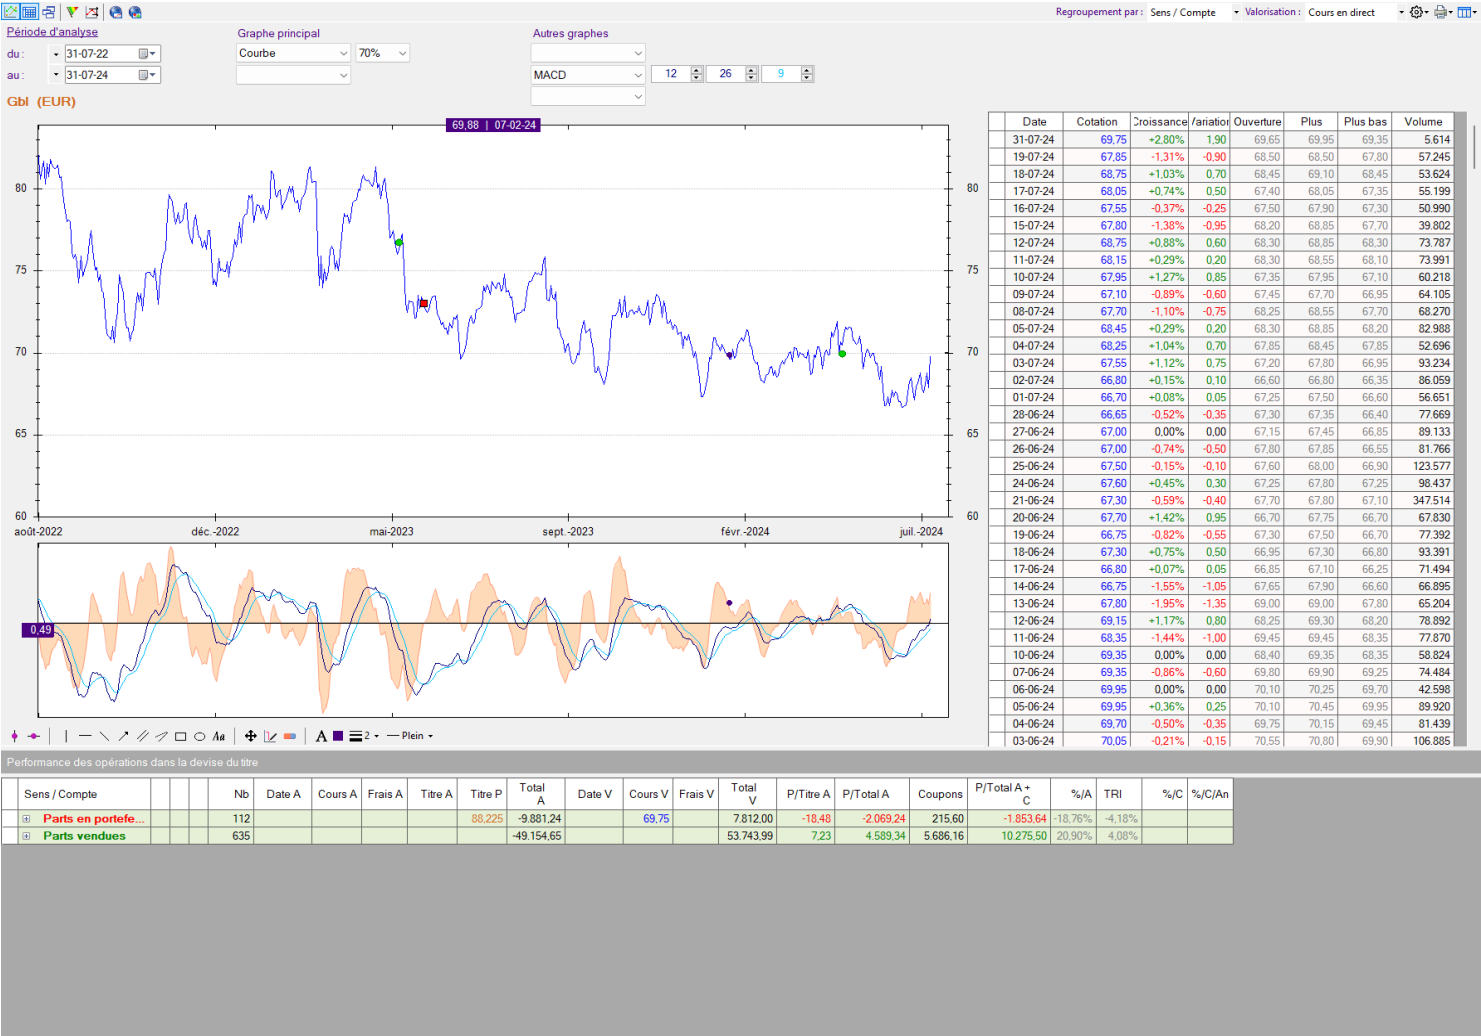 Regroupement par : Sens / Compte Valorisation : Cours en direct
Période d'analyse Graphe principal Autres graphes
du : 31-07-22 Courbe 70%
au : 31-07-24 MACD 12 26 9
Gbl (EUR)
69,88 | 07-02-24
80 80
75 75
70 70
65 65
60 60
août-2022 déc.-2022 mai-2023 sept.-2023 févr.-2024 juil.-2024
0,49
Aa A 2 Plein
Date Cotation Croissance Variation Ouverture Plus Plus bas Volume
31-07-24 69,75 +2,80% 1,90 69,65 69,95 69,35 5.614
19-07-24 67,85 -1,31% -0,90 68,50 68,50 67,80 57.245
18-07-24 68,75 +1,03% 0,70 68,45 69,10 68,45 53.624
17-07-24 68,05 +0,74% 0,50 67,40 68,05 67,35 55.199
16-07-24 67,55 -0,37% -0,25 67,50 67,90 67,30 50.990
15-07-24 67,80 -1,38% -0,95 68,20 68,85 67,70 39.802
12-07-24 68,75 +0,88% 0,60 68,30 68,85 68,30 73.787
11-07-24 68,15 +0,29% 0,20 68,30 68,55 68,10 73.991
10-07-24 67,95 +1,27% 0,85 67,35 67,95 67,10 60.218
09-07-24 67,10 -0,89% -0,60 67,45 67,70 66,95 64.105
08-07-24 67,70 -1,10% -0,75 68,25 68,55 67,70 68.270
05-07-24 68,45 +0,29% 0,20 68,30 68,85 68,20 82.988
04-07-24 68,25 +1,04% 0,70 67,85 68,45 67,85 52.696
03-07-24 67,55 +1,12% 0,75 67,20 67,80 66,95 93.234
02-07-24 66,80 +0,15% 0,10 66,60 66,80 66,35 86.059
01-07-24 66,70 +0,08% 0,05 67,25 67,50 66,60 56.651
28-06-24 66,65 -0,52% -0,35 67,30 67,35 66,40 77.669
27-06-24 67,00 0,00% 0,00 67,15 67,45 66,85 89.133
26-06-24 67,00 -0,74% -0,50 67,80 67,85 66,55 81.766
25-06-24 67,50 -0,15% -0,10 67,60 68,00 66,90 123.577
24-06-24 67,60 +0,45% 0,30 67,25 67,80 67,25 98.437
21-06-24 67,30 -0,59% -0,40 67,70 67,80 67,10 347.514
20-06-24 67,70 +1,42% 0,95 66,70 67,75 66,70 67.830
19-06-24 66,75 -0,82% -0,55 67,30 67,50 66,70 77.392
18-06-24 67,30 +0,75% 0,50 66,95 67,30 66,80 93.391
17-06-24 66,80 +0,07% 0,05 66,85 67,10 66,25 71.494
14-06-24 66,75 -1,55% -1,05 67,65 67,90 66,60 66.895
13-06-24 67,80 -1,95% -1,35 69,00 69,00 67,80 65.204
12-06-24 69,15 +1,17% 0,80 68,25 69,30 68,20 78.892
11-06-24 68,35 -1,44% -1,00 69,45 69,45 68,35 77.870
10-06-24 69,35 0,00% 0,00 68,40 69,35 68,35 58.824
07-06-24 69,35 -0,86% -0,60 69,80 69,90 69,25 74.484
06-06-24 69,95 0,00% 0,00 70,10 70,25 69,70 42.598
05-06-24 69,95 +0,36% 0,25 70,10 70,45 69,95 89.920
04-06-24 69,70 -0,50% -0,35 69,75 70,15 69,45 81.439
03-06-24 70,05 -0,21% -0,15 70,55 70,80 69,90 106.885
Performance des opérations dans la devise du titre
Sens / Compte Nb Date A Cours A Frais A Titre A Titre P Total A Date V Cours V Frais V Total V P/Titre A P/Total A Coupons P/Total A + C %/A TRI %/C %/C/An
Parts en portefe... 112 88,225 -9.881,24 69,75 7.812,00 -18,48 -2.069,24 215,60 -1.853,64 -18,76% -4,18%
Parts vendues 635 -49.154,65 53.743,99 7,23 4.589,34 5.686,16 10.275,50 20,90% 4,08%